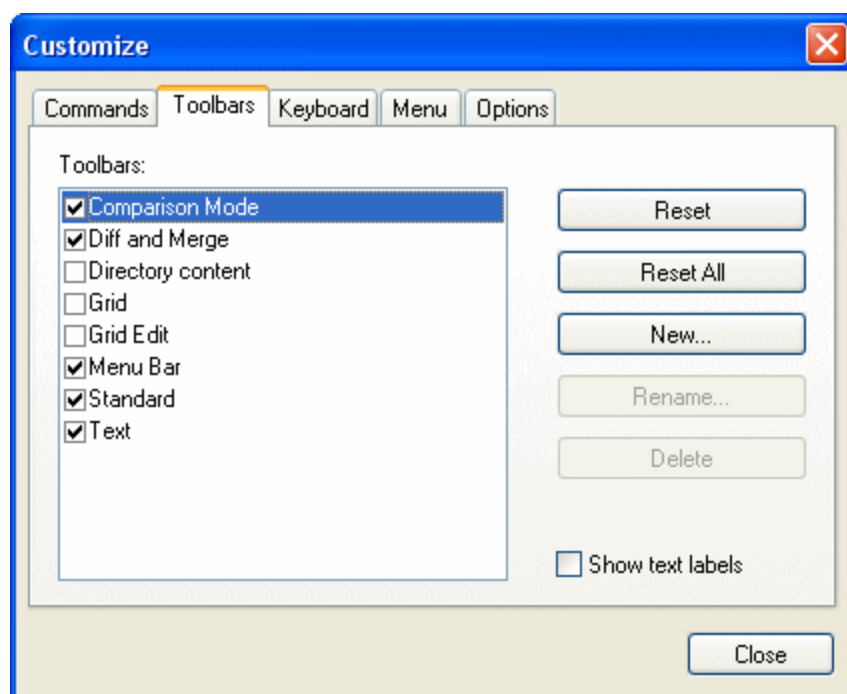 Customize
Commands Toolbars Keyboard Menu Options
Toolbars:
Comparison Mode
Diff and Merge
Directory content
Grid
Grid Edit
Menu Bar
Standard
Text
Reset
Reset All
New...
Rename...
Delete
Show text labels
Close